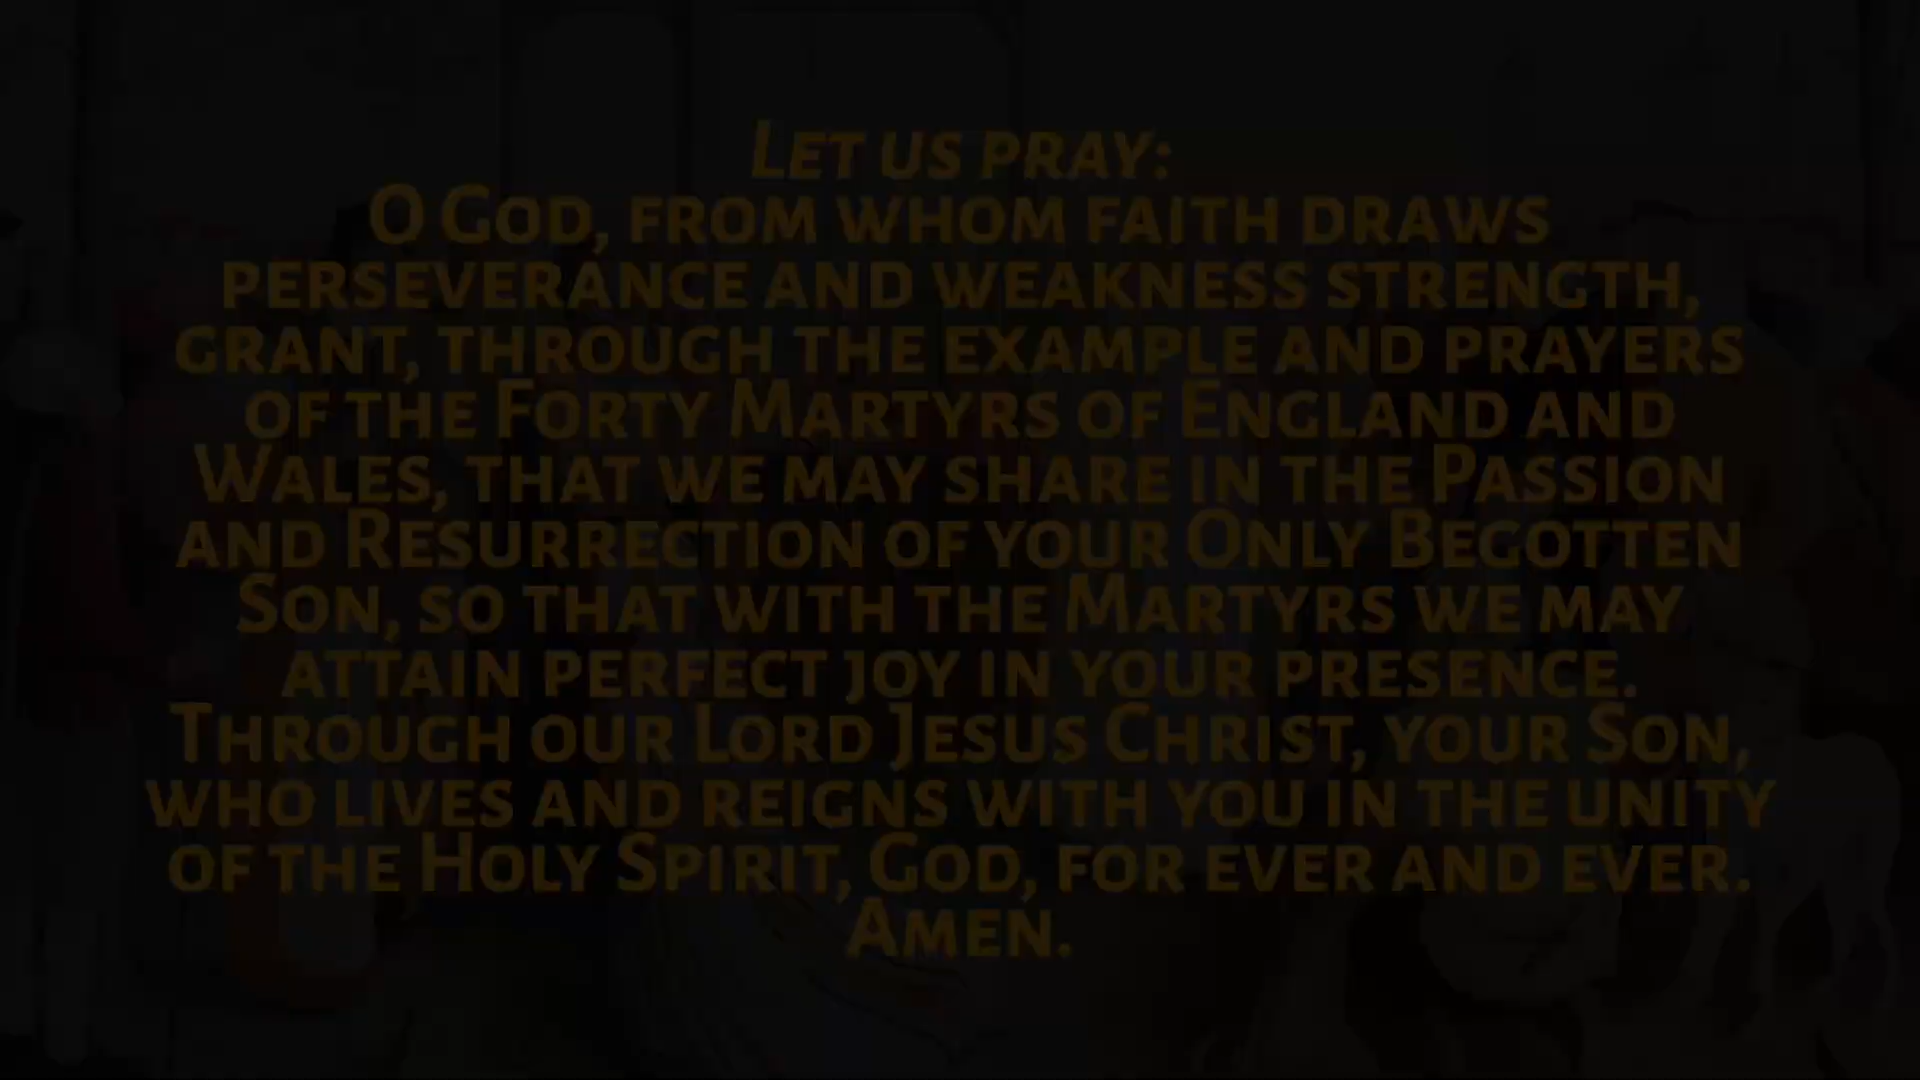 Let us pray:
O God, from whom faith draws
perseverance and weakness strength,
grant, through the example and prayers
of the Forty Martyrs of England and
Wales, that we may share in the Passion
and Resurrection of your Only Begotten
Son, so that with the Martyrs we may
attain perfect joy in your presence.
Through our Lord Jesus Christ, your Son,
who lives and reigns with you in the unity
of the Holy Spirit, God, for ever and ever.
Amen.